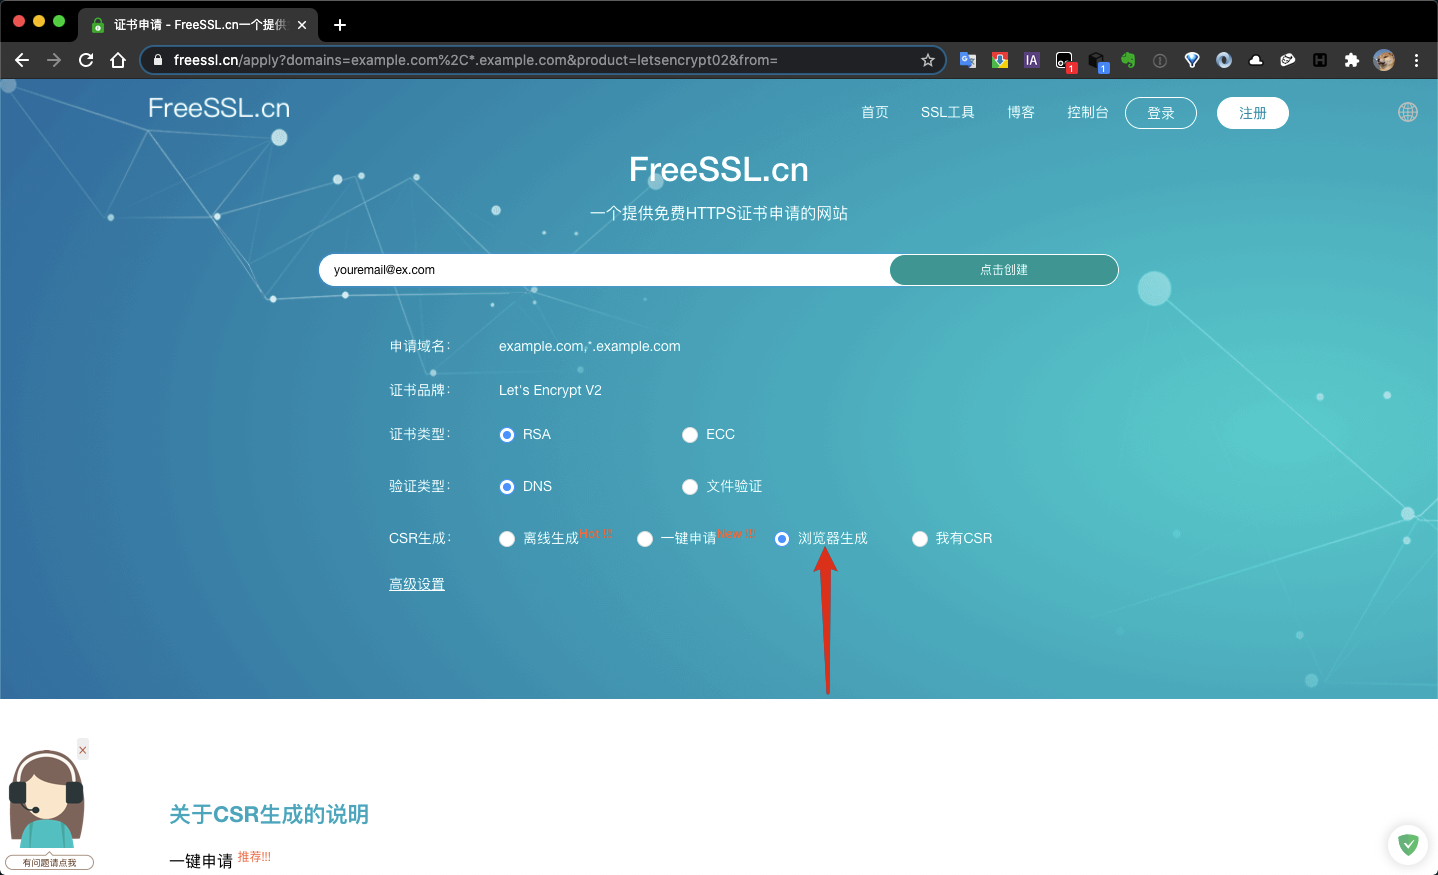 证书申请 - FreeSSL.cn一个提供
freessl.cn/apply?domains=example.com%2C*.example.com&product=letsencrypt02&from=
IA
1
1
FreeSSL.cn
首页 SSL工具 博客 控制台 登录 注册
FreeSSL.cn
一个提供免费HTTPS证书申请的网站
youremail@ex.com 点击创建
申请域名: example.com,*.example.com
证书品牌: Let's Encrypt V2
证书类型: RSA ECC
验证类型: DNS 文件验证
CSR生成: 离线生成 Hot !!! 一键申请 New !!! 浏览器生成 我有CSR
高级设置
有问题请点我
关于CSR生成的说明
一键申请 推荐!!!